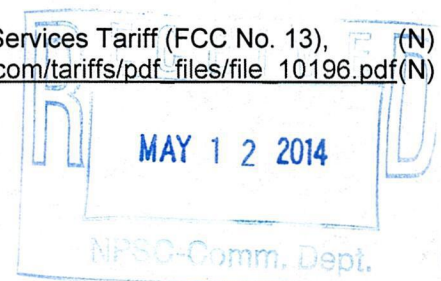 Services Tariff (FCC No. 13), (N)
com/tariffs/pdf_files/file_10196.pdf(N)
MAY 1 2 2014
NPSC-Comm. Dept.